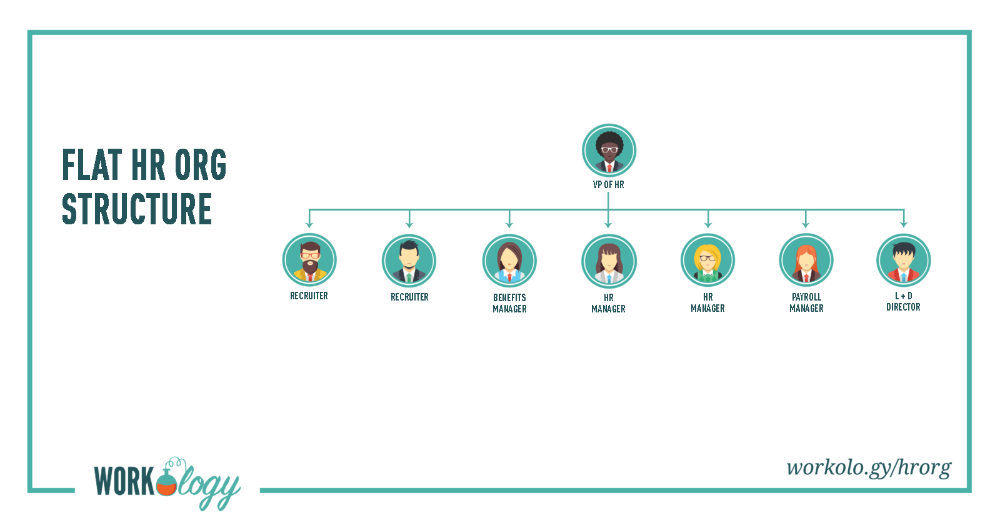 FLAT HR ORG
STRUCTURE
VP OF HR
RECRUITER
RECRUITER
BENEFITS
MANAGER
HR
MANAGER
HR
MANAGER
PAYROLL
MANAGER
L + D
DIRECTOR
WORKology
workolo.gy/hrorg